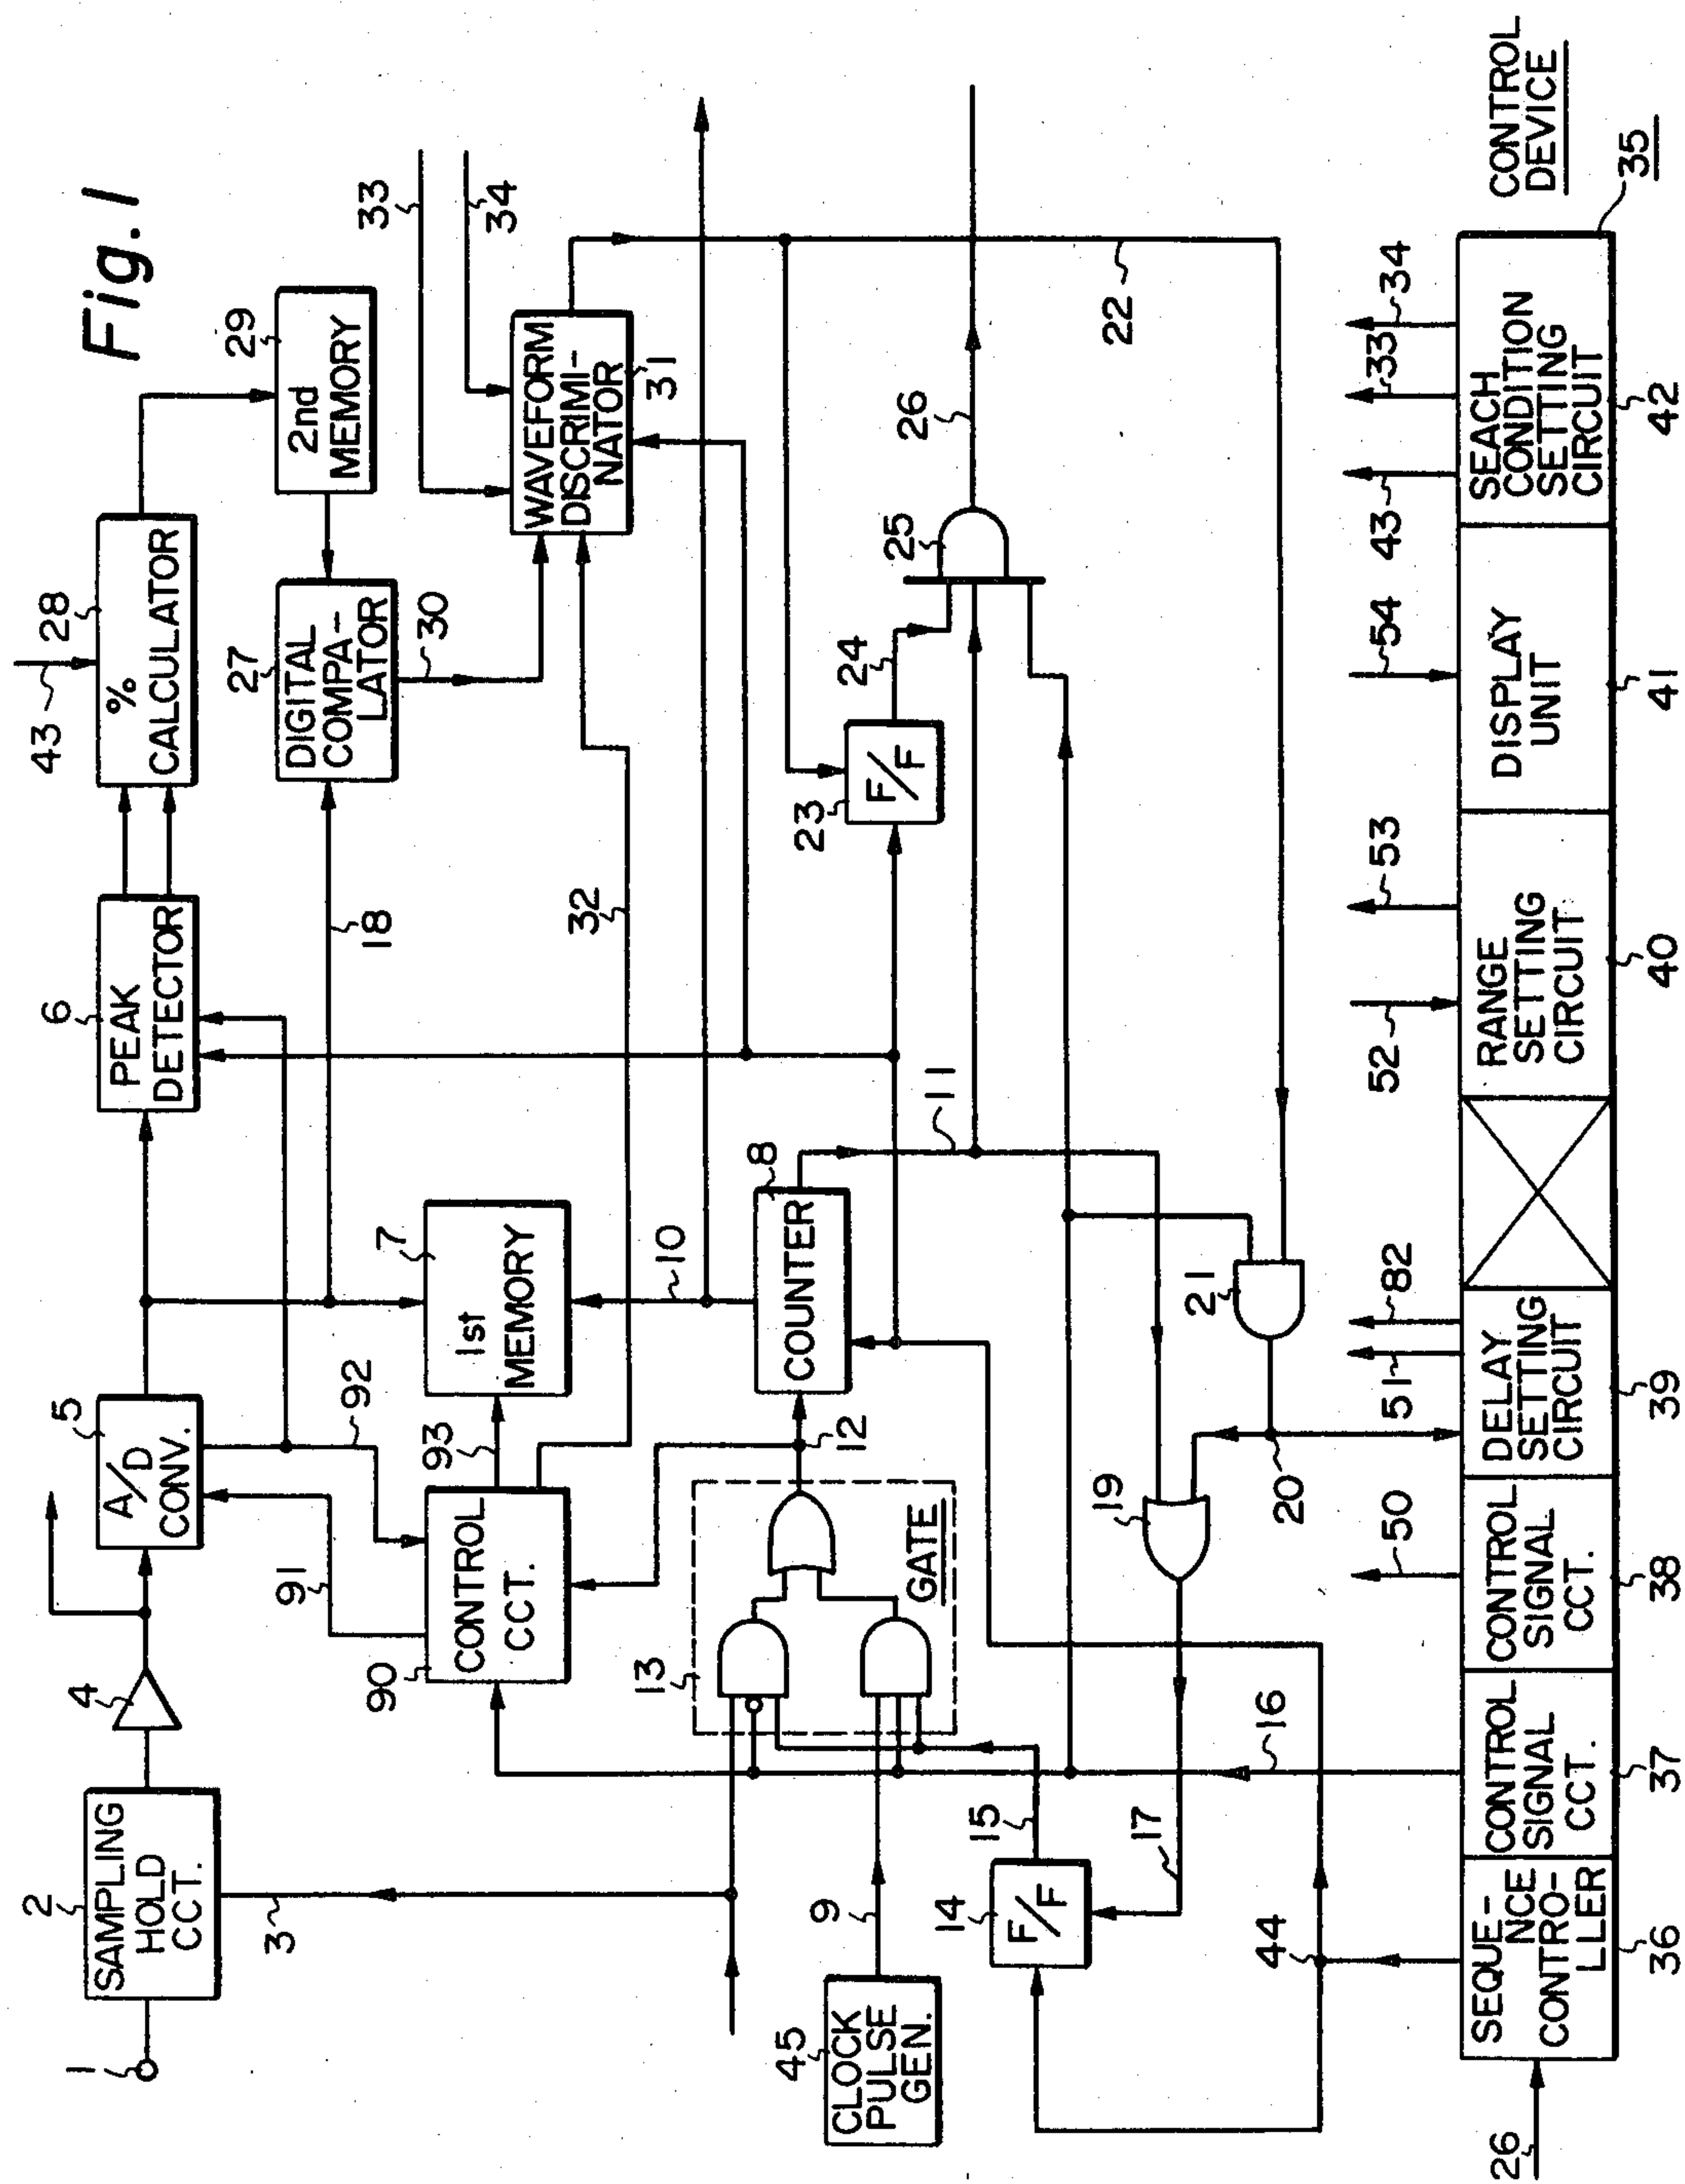 Fig. 1
1
2
SAMPLING
HOLD
CCT.
3
4
5
A/D
CONV.
6
PEAK
DETECTOR
43
28
%
CALCULATOR
29
2nd
MEMORY
27
DIGITAL
COMPA-
LATOR
18
30
91
92
90
CONTROL
CCT.
93
7
1st
MEMORY
32
33
34
WAVEFORM
DISCRIMI-
NATOR
31
10
13
GATE
12
8
COUNTER
11
45
CLOCK
PULSE
GEN.
9
14
F/F
15
23
F/F
24
25
26
22
17
16
19
20
21
44
26
SEQUE-
NCE
CONTRO-
LLER
36
CONTROL
SIGNAL
CCT.
37
50
CONTROL
SIGNAL
CCT.
38
51
82
DELAY
SETTING
CIRCUIT
39
52
53
RANGE
SETTING
CIRCUIT
40
54
DISPLAY
UNIT
41
43
33
34
SEACH
CONDITION
SETTING
CIRCUIT
42
CONTROL
DEVICE
35